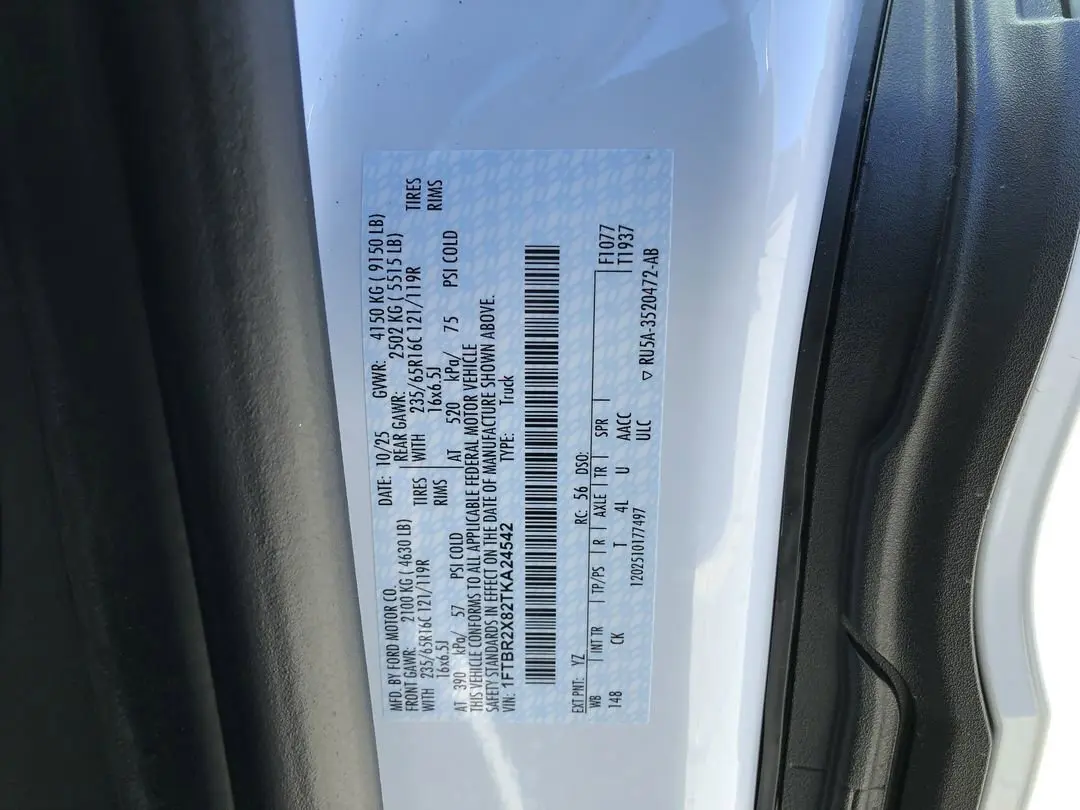 MFD. BY FORD MOTOR CO. DATE: 10/25 GVWR: 4150 KG ( 9150 LB)
FRONT GAWR: 2100 KG ( 4630 LB) REAR GAWR: 2502 KG ( 5515 LB)
WITH 235/65R16C 121/119R TIRES WITH 235/65R16C 121/119R TIRES
16x6.5J RIMS 16x6.5J RIMS
AT 390 kPa/ 57 PSI COLD AT 520 kPa/ 75 PSI COLD
THIS VEHICLE CONFORMS TO ALL APPLICABLE FEDERAL MOTOR VEHICLE
SAFETY STANDARDS IN EFFECT ON THE DATE OF MANUFACTURE SHOWN ABOVE.
VIN: 1FTBR2X82TKA24542 TYPE: Truck
EXT PNT: YZ RC: 56 DSO:
WB INT TR TP/PS R AXLE TR SPR F1077
148 CK T 4L U AACC T1937
1202510177497 ULC ▽ RU5A-3520472-AB